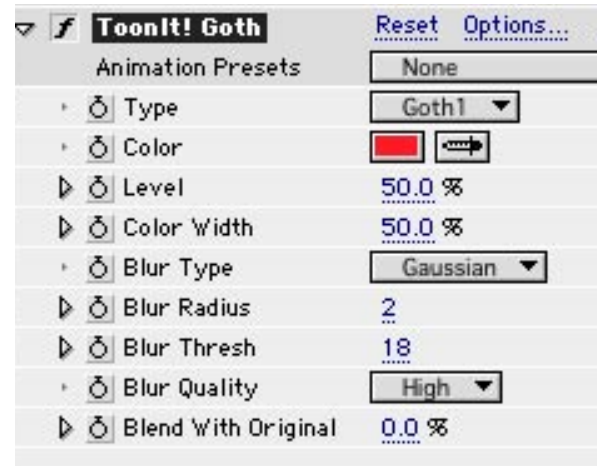 ToonIt! Goth Reset Options...
Animation Presets None
Type Goth1
Color
Level 50.0 %
Color Width 50.0 %
Blur Type Gaussian
Blur Radius 2
Blur Thresh 18
Blur Quality High
Blend With Original 0.0 %